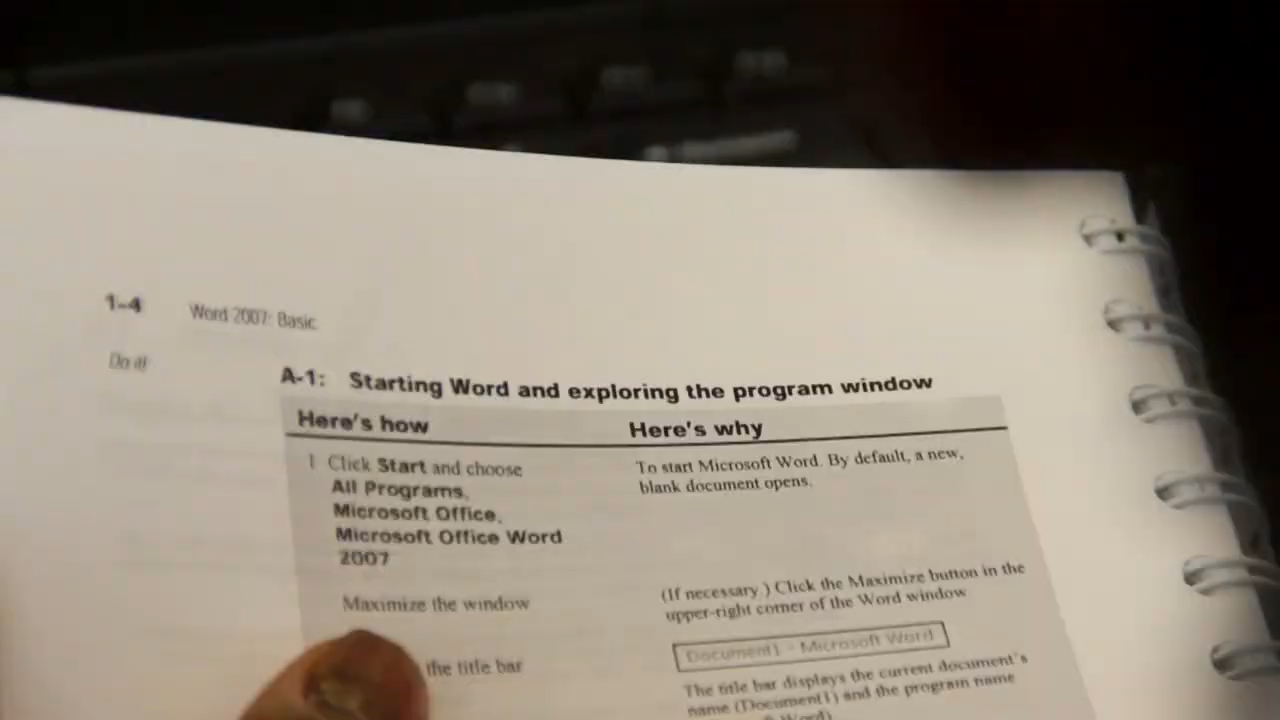 1-4 Word 2007: Basic
Do it!
A-1: Starting Word and exploring the program window
Here's how Here's why
1 Click Start and choose
All Programs,
Microsoft Office,
Microsoft Office Word
2007
To start Microsoft Word. By default, a new,
blank document opens.
Maximize the window
(If necessary.) Click the Maximize button in the
upper-right corner of the Word window
the title bar
Document1 - Microsoft Word
The title bar displays the current document's
name (Document1) and the program name
Word)